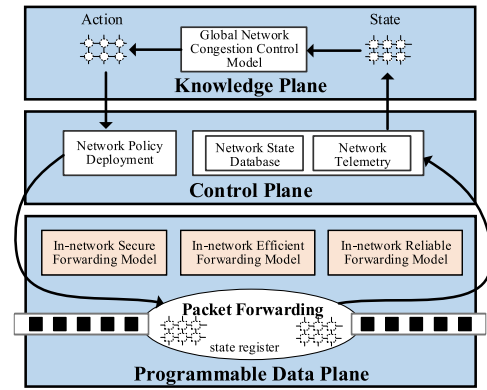 Action
Global Network
Congestion Control
Model
State
Knowledge Plane
Network Policy
Deployment
Network State
Database
Network
Telemetry
Control Plane
In-network Secure
Forwarding Model
In-network Efficient
Forwarding Model
In-network Reliable
Forwarding Model
Packet Forwarding
state register
Programmable Data Plane